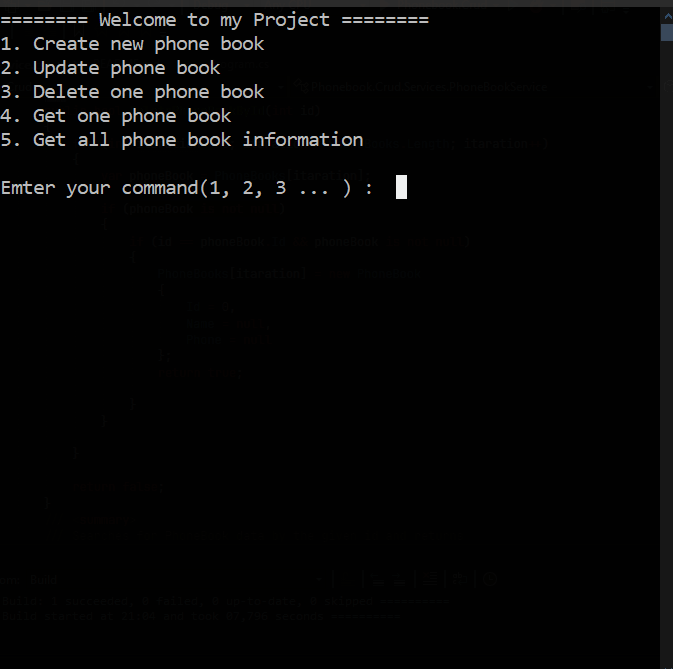 ======== Welcome to my Project ========
1. Create new phone book
2. Update phone book
3. Delete one phone book
4. Get one phone book
5. Get all phone book information
Emter your command(1, 2, 3 ... ) :